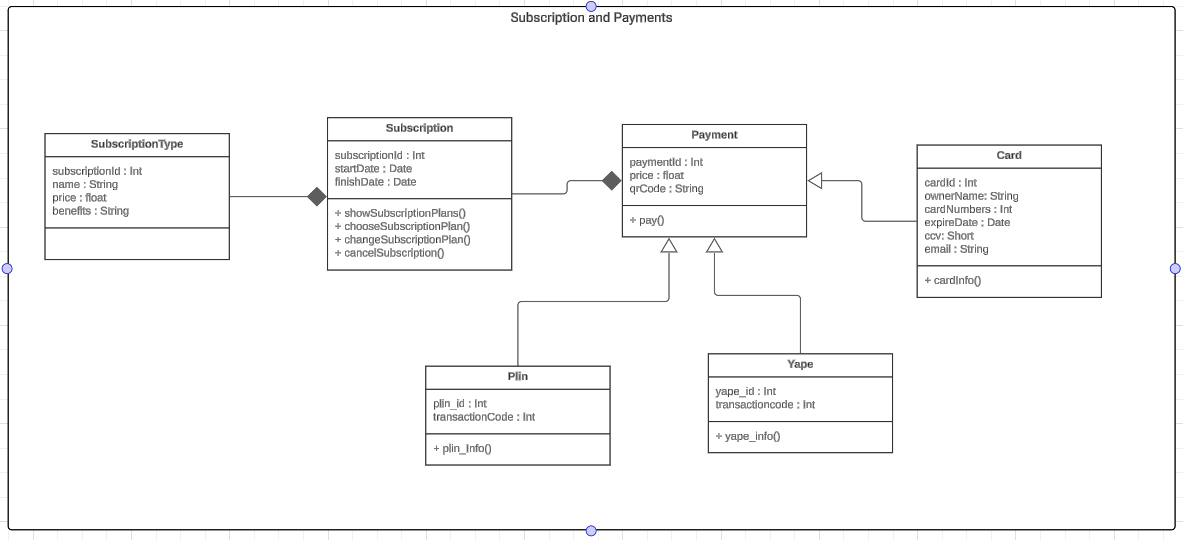 Subscription and Payments
SubscriptionType
subscriptionId : Int
name : String
price : float
benefits : String
Subscription
subscriptionId : Int
startDate : Date
finishDate : Date
+ showSubscriptionPlans()
+ chooseSubscriptionPlan()
+ changeSubscriptionPlan()
+ cancelSubscription()
Payment
paymentId : Int
price : float
qrCode : String
+ pay()
Card
cardId : Int
ownerName: String
cardNumbers : Int
expireDate : Date
ccv: Short
email : String
+ cardInfo()
Plin
plin_id : Int
transactionCode : Int
+ plin_Info()
Yape
yape_id : Int
transactioncode : Int
+ yape_info()